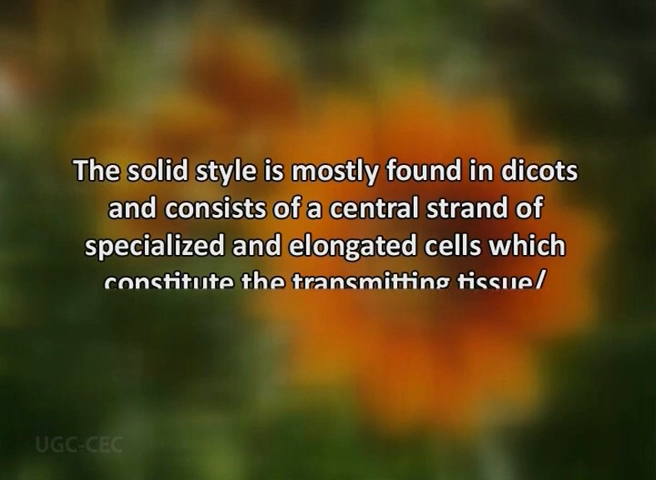 The solid style is mostly found in dicots
and consists of a central strand of
specialized and elongated cells which
constitute the transmitting tissue/
UGC-CEC